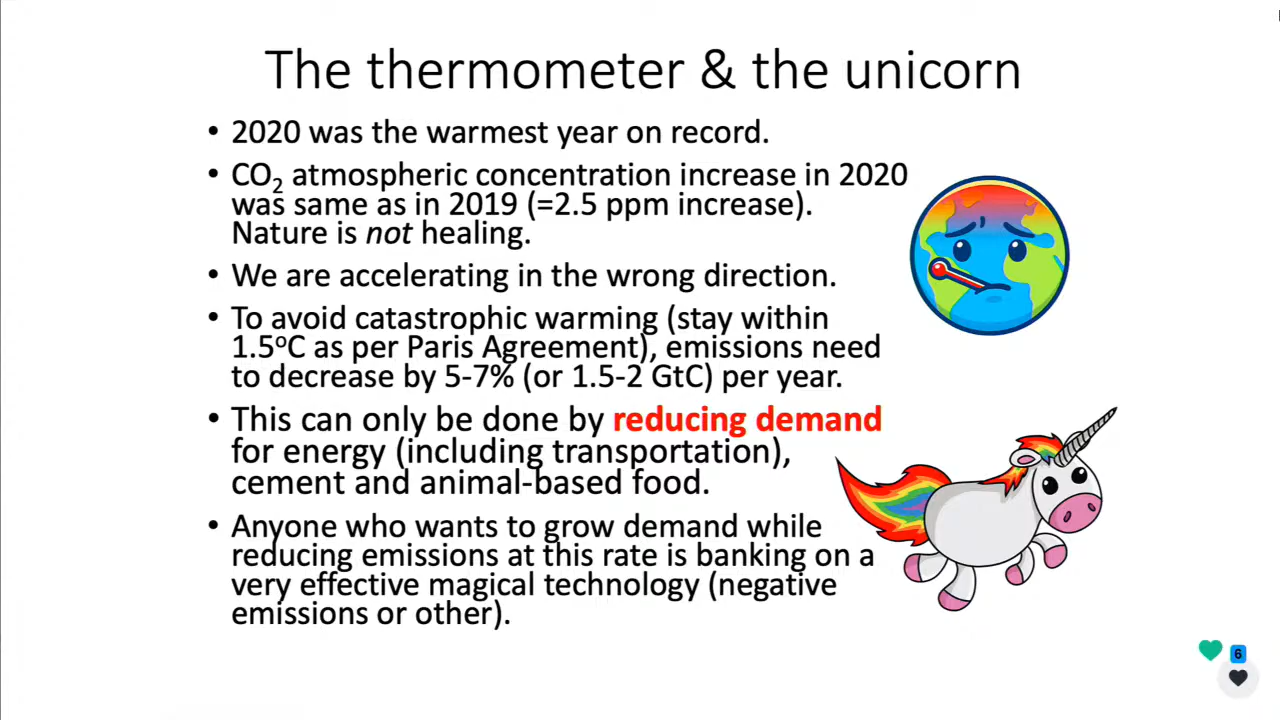 The thermometer & the unicorn
• 2020 was the warmest year on record.
• CO₂ atmospheric concentration increase in 2020
was same as in 2019 (=2.5 ppm increase).
Nature is not healing.
• We are accelerating in the wrong direction.
• To avoid catastrophic warming (stay within
1.5°C as per Paris Agreement), emissions need
to decrease by 5-7% (or 1.5-2 GtC) per year.
• This can only be done by reducing demand
for energy (including transportation),
cement and animal-based food.
• Anyone who wants to grow demand while
reducing emissions at this rate is banking on a
very effective magical technology (negative
emissions or other).
6